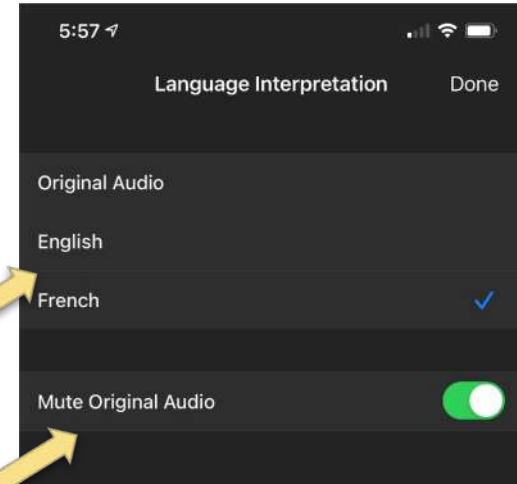 5:57
Language Interpretation Done
Original Audio
English
French
Mute Original Audio